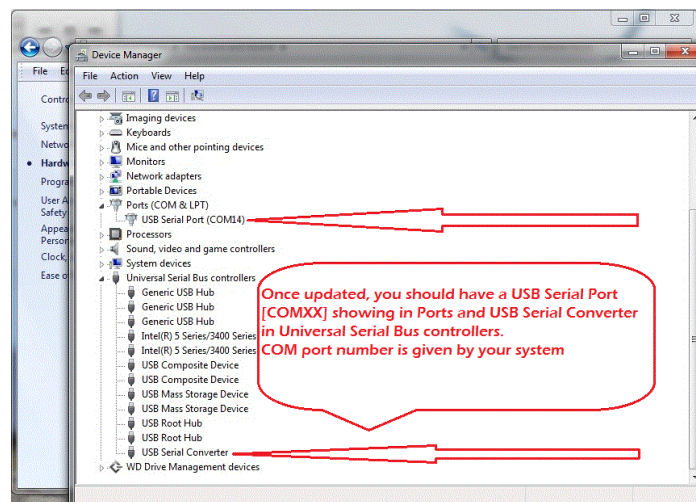 Device Manager
File Ec
File Action View Help
Contro
System
Netwo
Hardw
Progra
User A
Safety
Appea
Person
Clock,
Ease o
Imaging devices
Keyboards
Mice and other pointing devices
Monitors
Network adapters
Portable Devices
Ports (COM & LPT)
USB Serial Port (COM14)
Processors
Sound, video and game controllers
System devices
Universal Serial Bus controllers
Generic USB Hub
Generic USB Hub
Generic USB Hub
Intel(R) 5 Series/3400 Series
Intel(R) 5 Series/3400 Series
USB Composite Device
USB Composite Device
USB Mass Storage Device
USB Mass Storage Device
USB Root Hub
USB Root Hub
USB Serial Converter
WD Drive Management devices
Once updated, you should have a USB Serial Port
[COMXX] showing in Ports and USB Serial Converter
in Universal Serial Bus controllers.
COM port number is given by your system